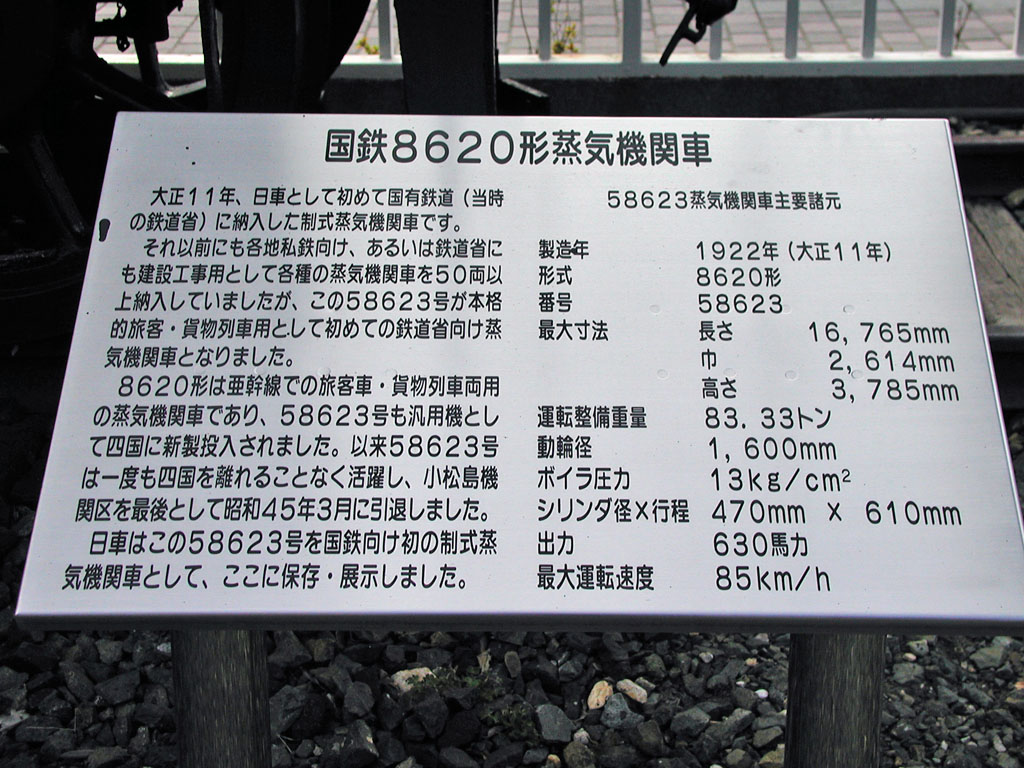 国鉄8620形蒸気機関車
大正11年、日車として初めて国有鉄道（当時
の鉄道省）に納入した制式蒸気機関車です。
それ以前にも各地私鉄向け、あるいは鉄道省に
も建設工事用として各種の蒸気機関車を50両以
上納入していましたが、この58623号が本格
的旅客・貨物列車用として初めての鉄道省向け蒸
気機関車となりました。
8620形は亜幹線での旅客車・貨物列車両用
の蒸気機関車であり、58623号も汎用機とし
て四国に新製投入されました。以来58623号
は一度も四国を離れることなく活躍し、小松島機
関区を最後として昭和45年3月に引退しました。
日車はこの58623号を国鉄向け初の制式蒸
気機関車として、ここに保存・展示しました。
58623蒸気機関車主要諸元
製造年 1922年（大正11年）
形式 8620形
番号 58623
最大寸法 長さ 16,765mm
巾 2,614mm
高さ 3,785mm
運転整備重量 83.33トン
動輪径 1,600mm
ボイラ圧力 13kg/cm²
シリンダ径×行程 470mm × 610mm
出力 630馬力
最大運転速度 85km/h